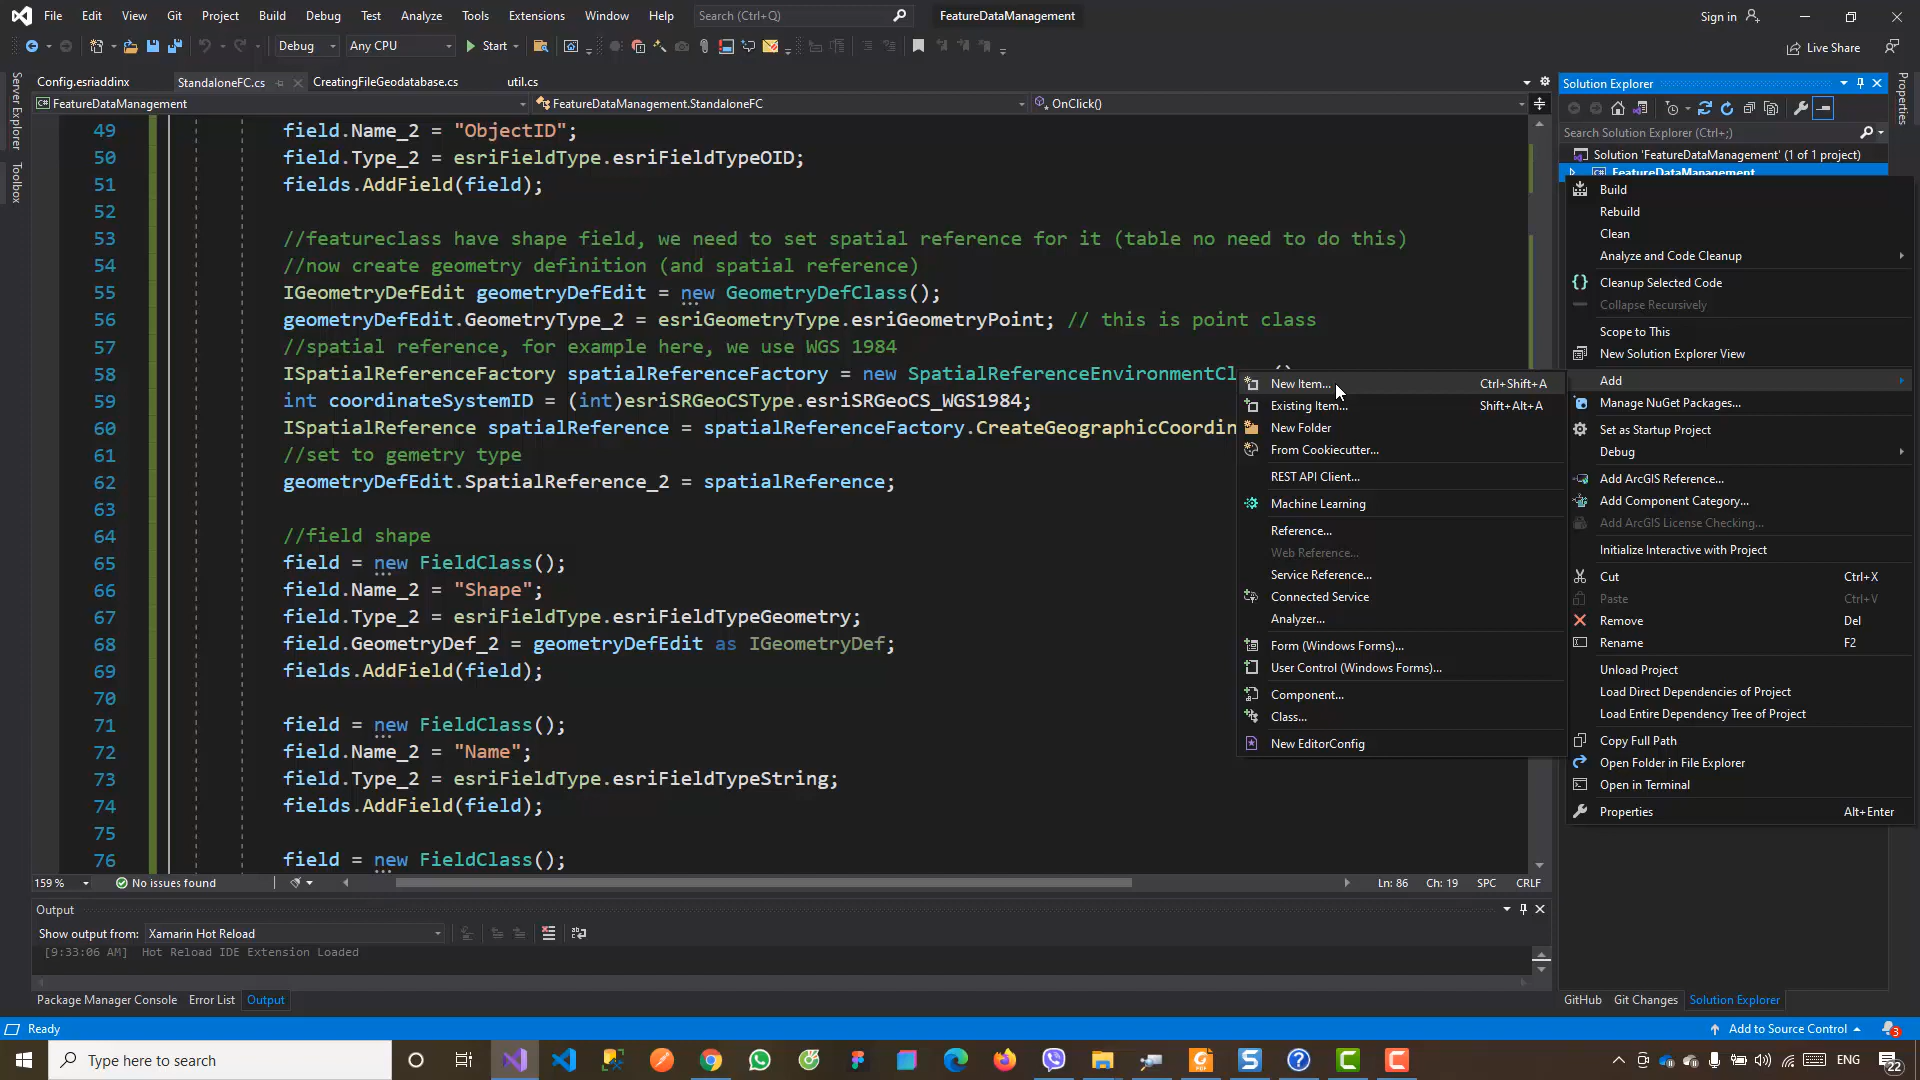 File Edit View Git Project Build Debug Test Analyze Tools Extensions Window Help Search (Ctrl+Q) FeatureDataManagement Sign in
Debug Any CPU Start Live Share
Server Explorer
Toolbox
Config.esriaddinx StandaloneFC.cs CreatingFileGeodatabase.cs util.cs
FeatureDataManagement FeatureDataManagement.StandaloneFC OnClick()
49 field.Name_2 = "ObjectID";
50 field.Type_2 = esriFieldType.esriFieldTypeOID;
51 fields.AddField(field);
52
53 //featureclass have shape field, we need to set spatial reference for it (table no need to do this)
54 //now create geometry definition (and spatial reference)
55 IGeometryDefEdit geometryDefEdit = new GeometryDefClass();
56 geometryDefEdit.GeometryType_2 = esriGeometryType.esriGeometryPoint; // this is point class
57 //spatial reference, for example here, we use WGS 1984
58 ISpatialReferenceFactory spatialReferenceFactory = new SpatialReferenceEnvironmentCl
59 int coordinateSystemID = (int)esriSRGeoCSType.esriSRGeoCS_WGS1984;
60 ISpatialReference spatialReference = spatialReferenceFactory.CreateGeographicCoordin
61 //set to gemetry type
62 geometryDefEdit.SpatialReference_2 = spatialReference;
63
64 //field shape
65 field = new FieldClass();
66 field.Name_2 = "Shape";
67 field.Type_2 = esriFieldType.esriFieldTypeGeometry;
68 field.GeometryDef_2 = geometryDefEdit as IGeometryDef;
69 fields.AddField(field);
70
71 field = new FieldClass();
72 field.Name_2 = "Name";
73 field.Type_2 = esriFieldType.esriFieldTypeString;
74 fields.AddField(field);
75
76 field = new FieldClass();
159 % No issues found Ln: 86 Ch: 19 SPC CRLF
Output
Show output from: Xamarin Hot Reload
[9:33:06 AM] Hot Reload IDE Extension Loaded
Package Manager Console Error List Output
New Item... Ctrl+Shift+A
Existing Item... Shift+Alt+A
New Folder
From Cookiecutter...
REST API Client...
Machine Learning
Reference...
Web Reference...
Service Reference...
Connected Service
Analyzer...
Form (Windows Forms)...
User Control (Windows Forms)...
Component...
Class...
New EditorConfig
Solution Explorer
Search Solution Explorer (Ctrl+;)
Solution 'FeatureDataManagement' (1 of 1 project)
FeatureDataManagement
Build
Rebuild
Clean
Analyze and Code Cleanup
Cleanup Selected Code
Collapse Recursively
Scope to This
New Solution Explorer View
Add
Manage NuGet Packages...
Set as Startup Project
Debug
Add ArcGIS Reference...
Add Component Category...
Add ArcGIS License Checking...
Initialize Interactive with Project
Cut Ctrl+X
Paste Ctrl+V
Remove Del
Rename F2
Unload Project
Load Direct Dependencies of Project
Load Entire Dependency Tree of Project
Copy Full Path
Open Folder in File Explorer
Open in Terminal
Properties Alt+Enter
Properties
GitHub Git Changes Solution Explorer
Ready Add to Source Control 3
Type here to search ENG 22